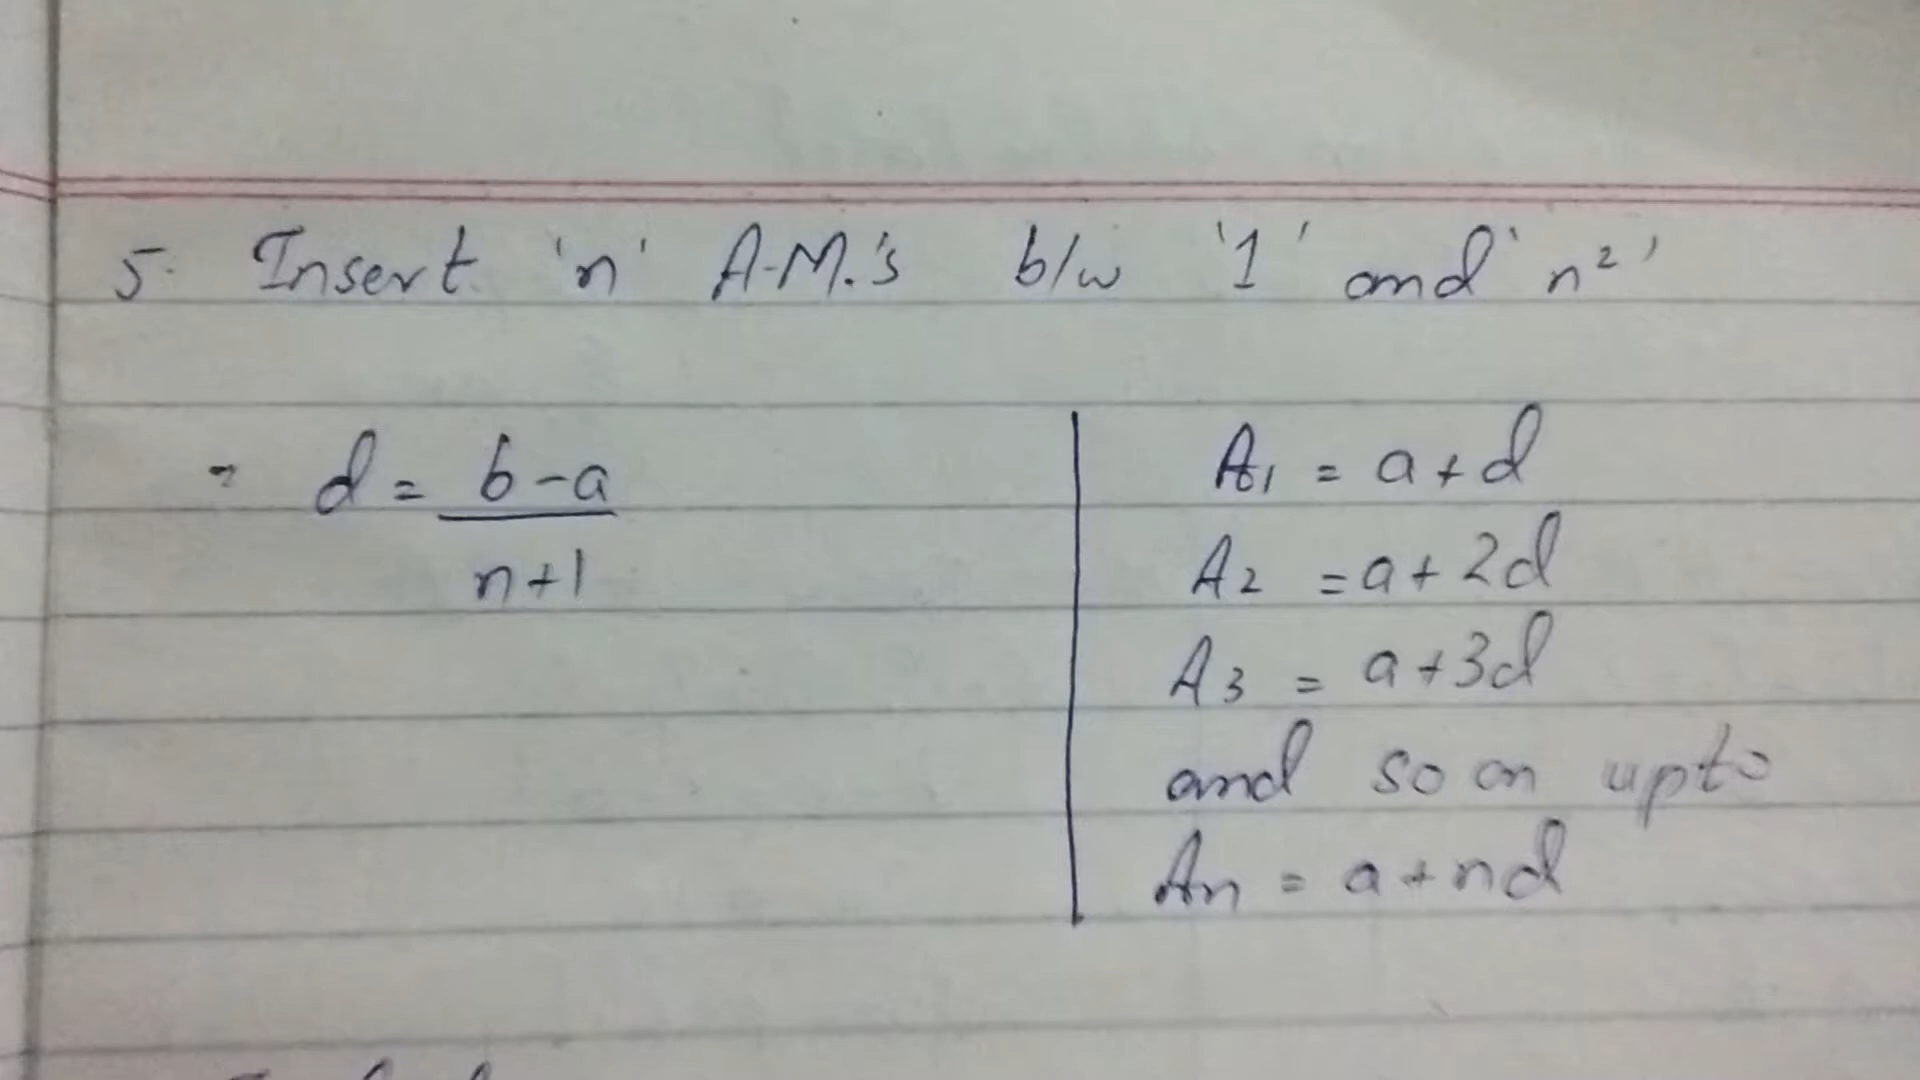 5. Insert 'n' A.M.'s b/w '1' and 'n²'
= d = b-a
n+1
A1 = a+d
A2 = a+2d
A3 = a+3d
and so on upto
An = a+nd